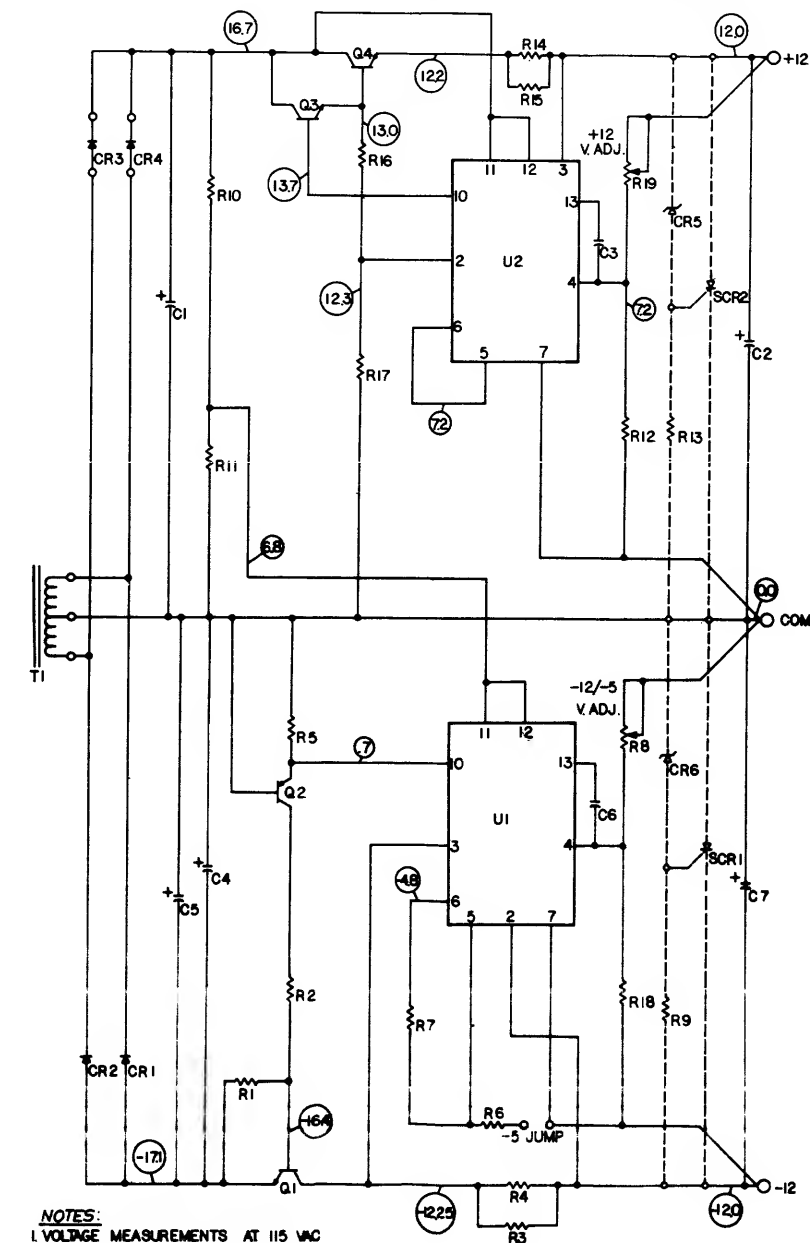 16.7
Q4
12.2
R14
R15
12.0
+12
Q3
13.0
R16
11
12
3
+12
V. ADJ.
CR3
CR4
R10
13.7
10
13
R19
CR5
C3
U2
2
4
SCR2
12.3
7.2
+
C1
6
5
7
+
C2
R17
7.2
R12
R13
R11
6.8
0.0
COM
T1
-12/-5
V. ADJ.
11
12
R5
.7
10
13
R8
CR6
Q2
C6
U1
3
4
SCR1
+
C4
-4.8
6
5
2
7
+
C7
+
C5
R2
R7
R18
R9
CR2
CR1
R1
R6
-5 JUMP
-16.4
-17.1
Q1
-12.25
R4
R3
-12.0
-12
NOTES:
1. VOLTAGE MEASUREMENTS AT 115 VAC